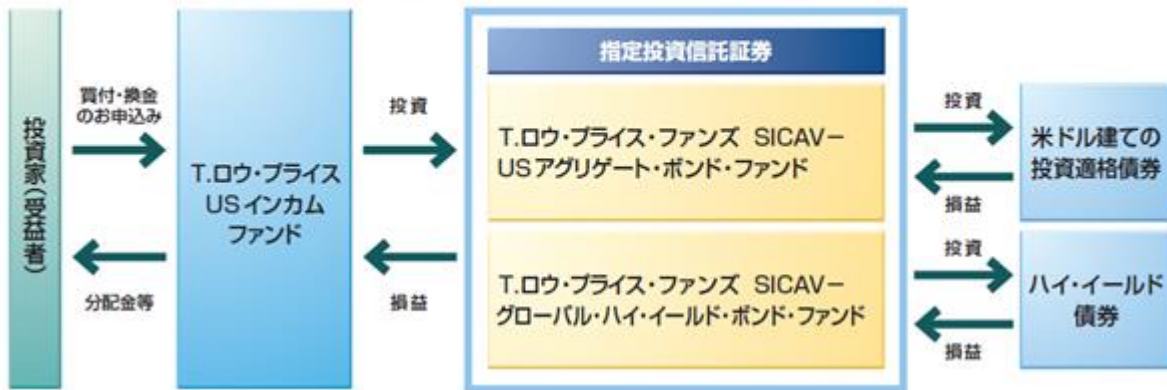 投資家(受益者)
買付・換金
のお申込み
分配金等
T.ロウ・プライス
USインカム
ファンド
投資
損益
指定投資信託証券
T.ロウ・プライス・ファンズ SICAV−
USアグリゲート・ボンド・ファンド
T.ロウ・プライス・ファンズ SICAV−
グローバル・ハイ・イールド・ボンド・ファンド
投資
損益
投資
損益
米ドル建ての
投資適格債券
ハイ・イールド
債券